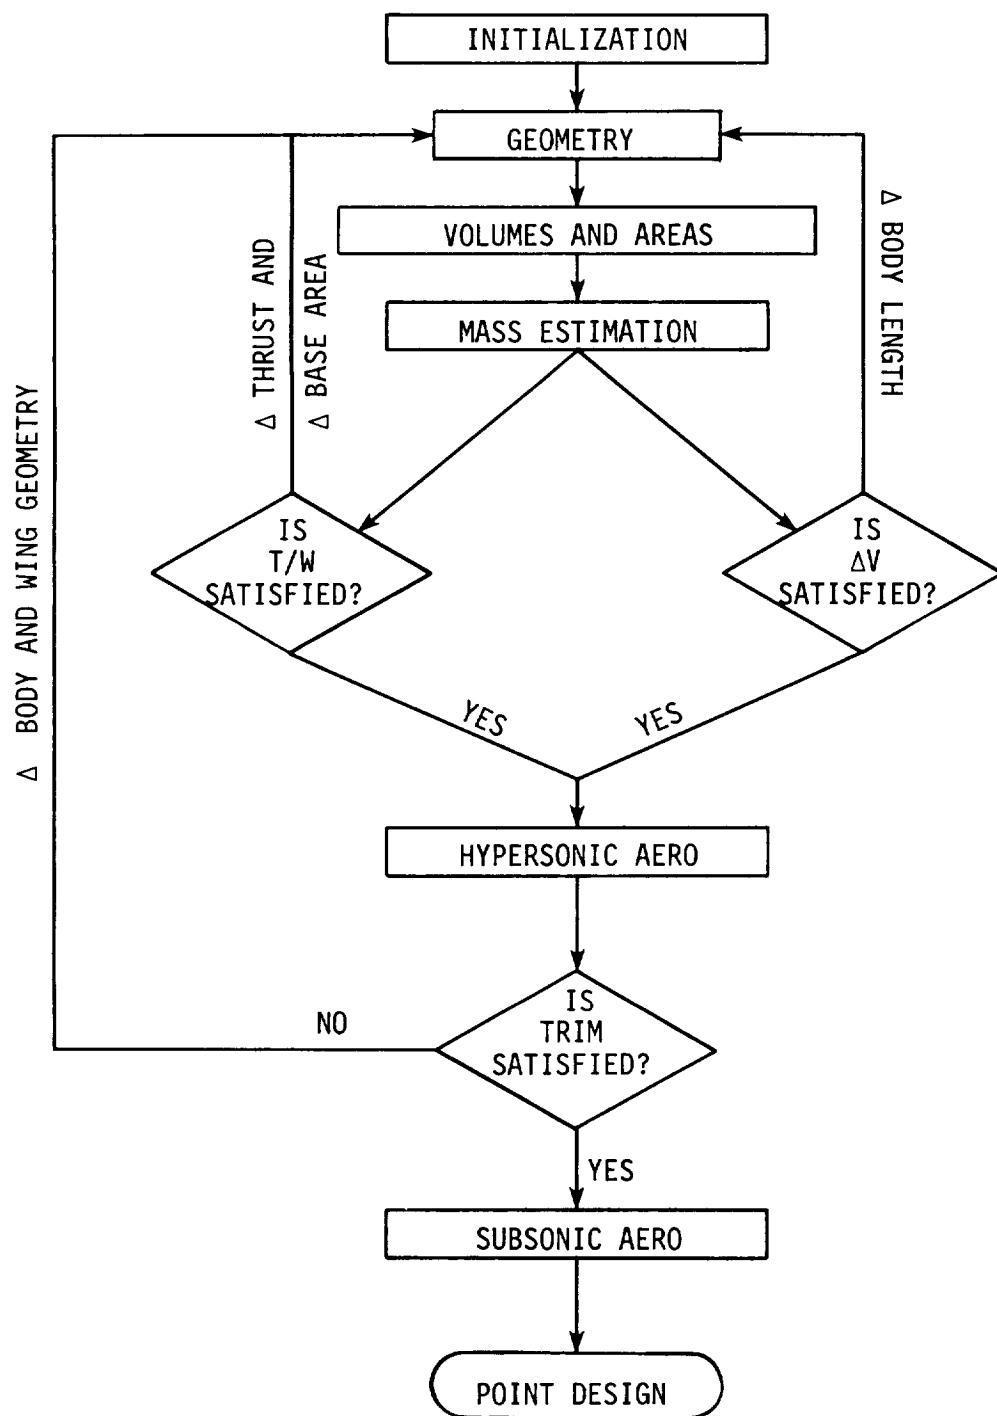 INITIALIZATION
GEOMETRY
VOLUMES AND AREAS
MASS ESTIMATION
Δ THRUST AND
Δ BASE AREA
Δ BODY LENGTH
Δ BODY AND WING GEOMETRY
IS
T/W
SATISFIED?
IS
ΔV
SATISFIED?
YES
YES
HYPERSONIC AERO
IS
TRIM
SATISFIED?
NO
YES
SUBSONIC AERO
POINT DESIGN